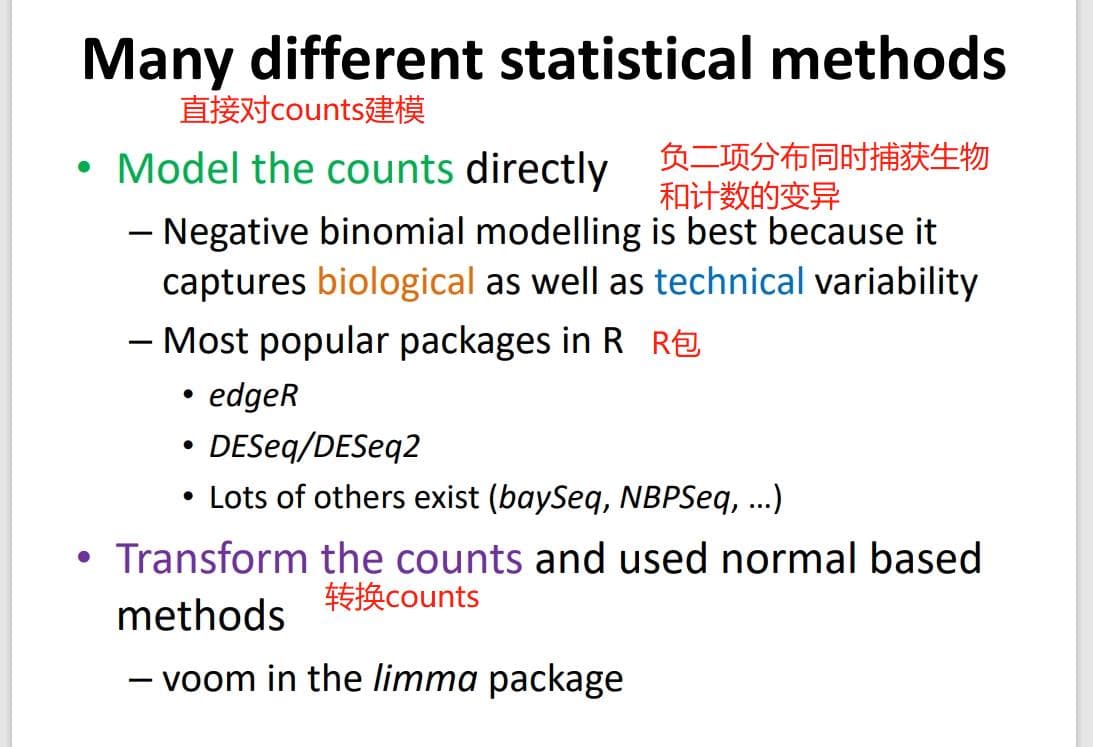 Many different statistical methods
直接对counts建模
• Model the counts directly
负二项分布同时捕获生物
和计数的变异
– Negative binomial modelling is best because it
captures biological as well as technical variability
– Most popular packages in R R包
• edgeR
• DESeq/DESeq2
• Lots of others exist (baySeq, NBPSeq, ...)
• Transform the counts and used normal based
methods 转换counts
– voom in the limma package